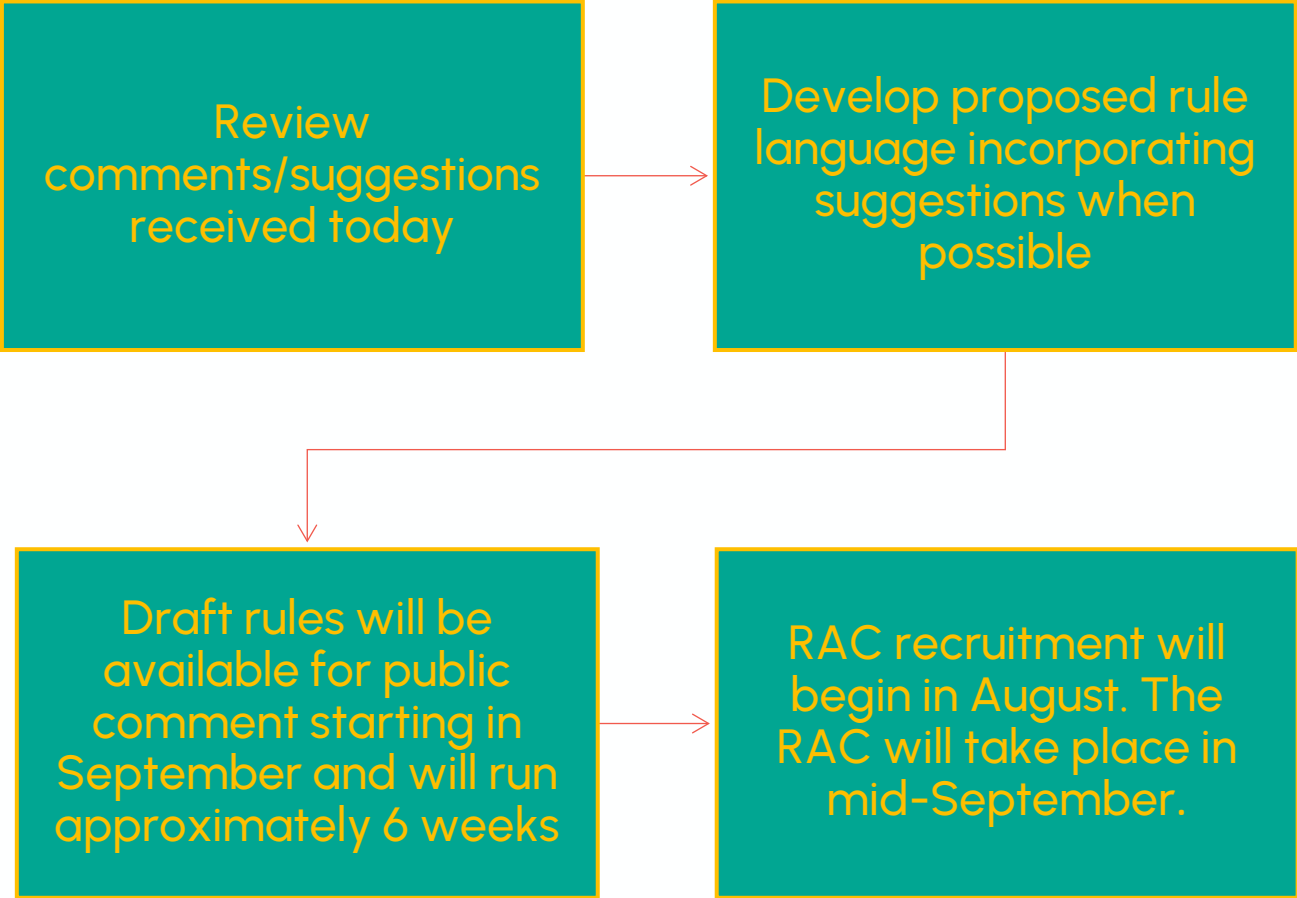 Review
comments/suggestions
received today
Develop proposed rule
language incorporating
suggestions when
possible
Draft rules will be
available for public
comment starting in
September and will run
approximately 6 weeks
RAC recruitment will
begin in August. The
RAC will take place in
mid-September.